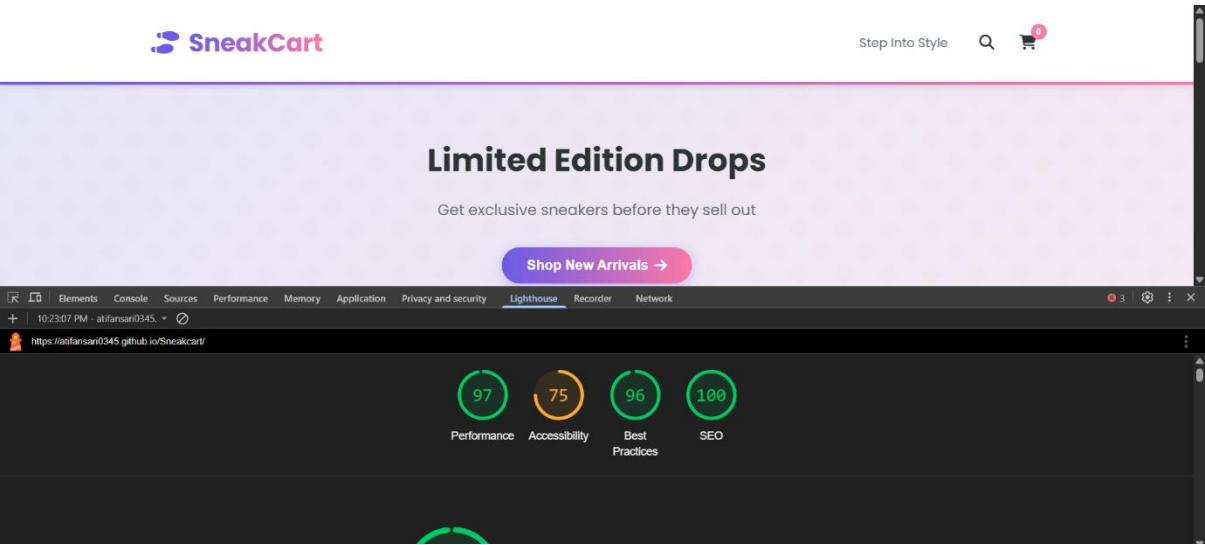 SneakCart
Step Into Style
0
Limited Edition Drops
Get exclusive sneakers before they sell out
Shop New Arrivals →
Elements Console Sources Performance Memory Application Privacy and security Lighthouse Recorder Network 3
10:23:07 PM - atifansari0345.
https://atifansari0345.github.io/Sneakcart/
97 75 96 100
Performance Accessibility Best Practices SEO